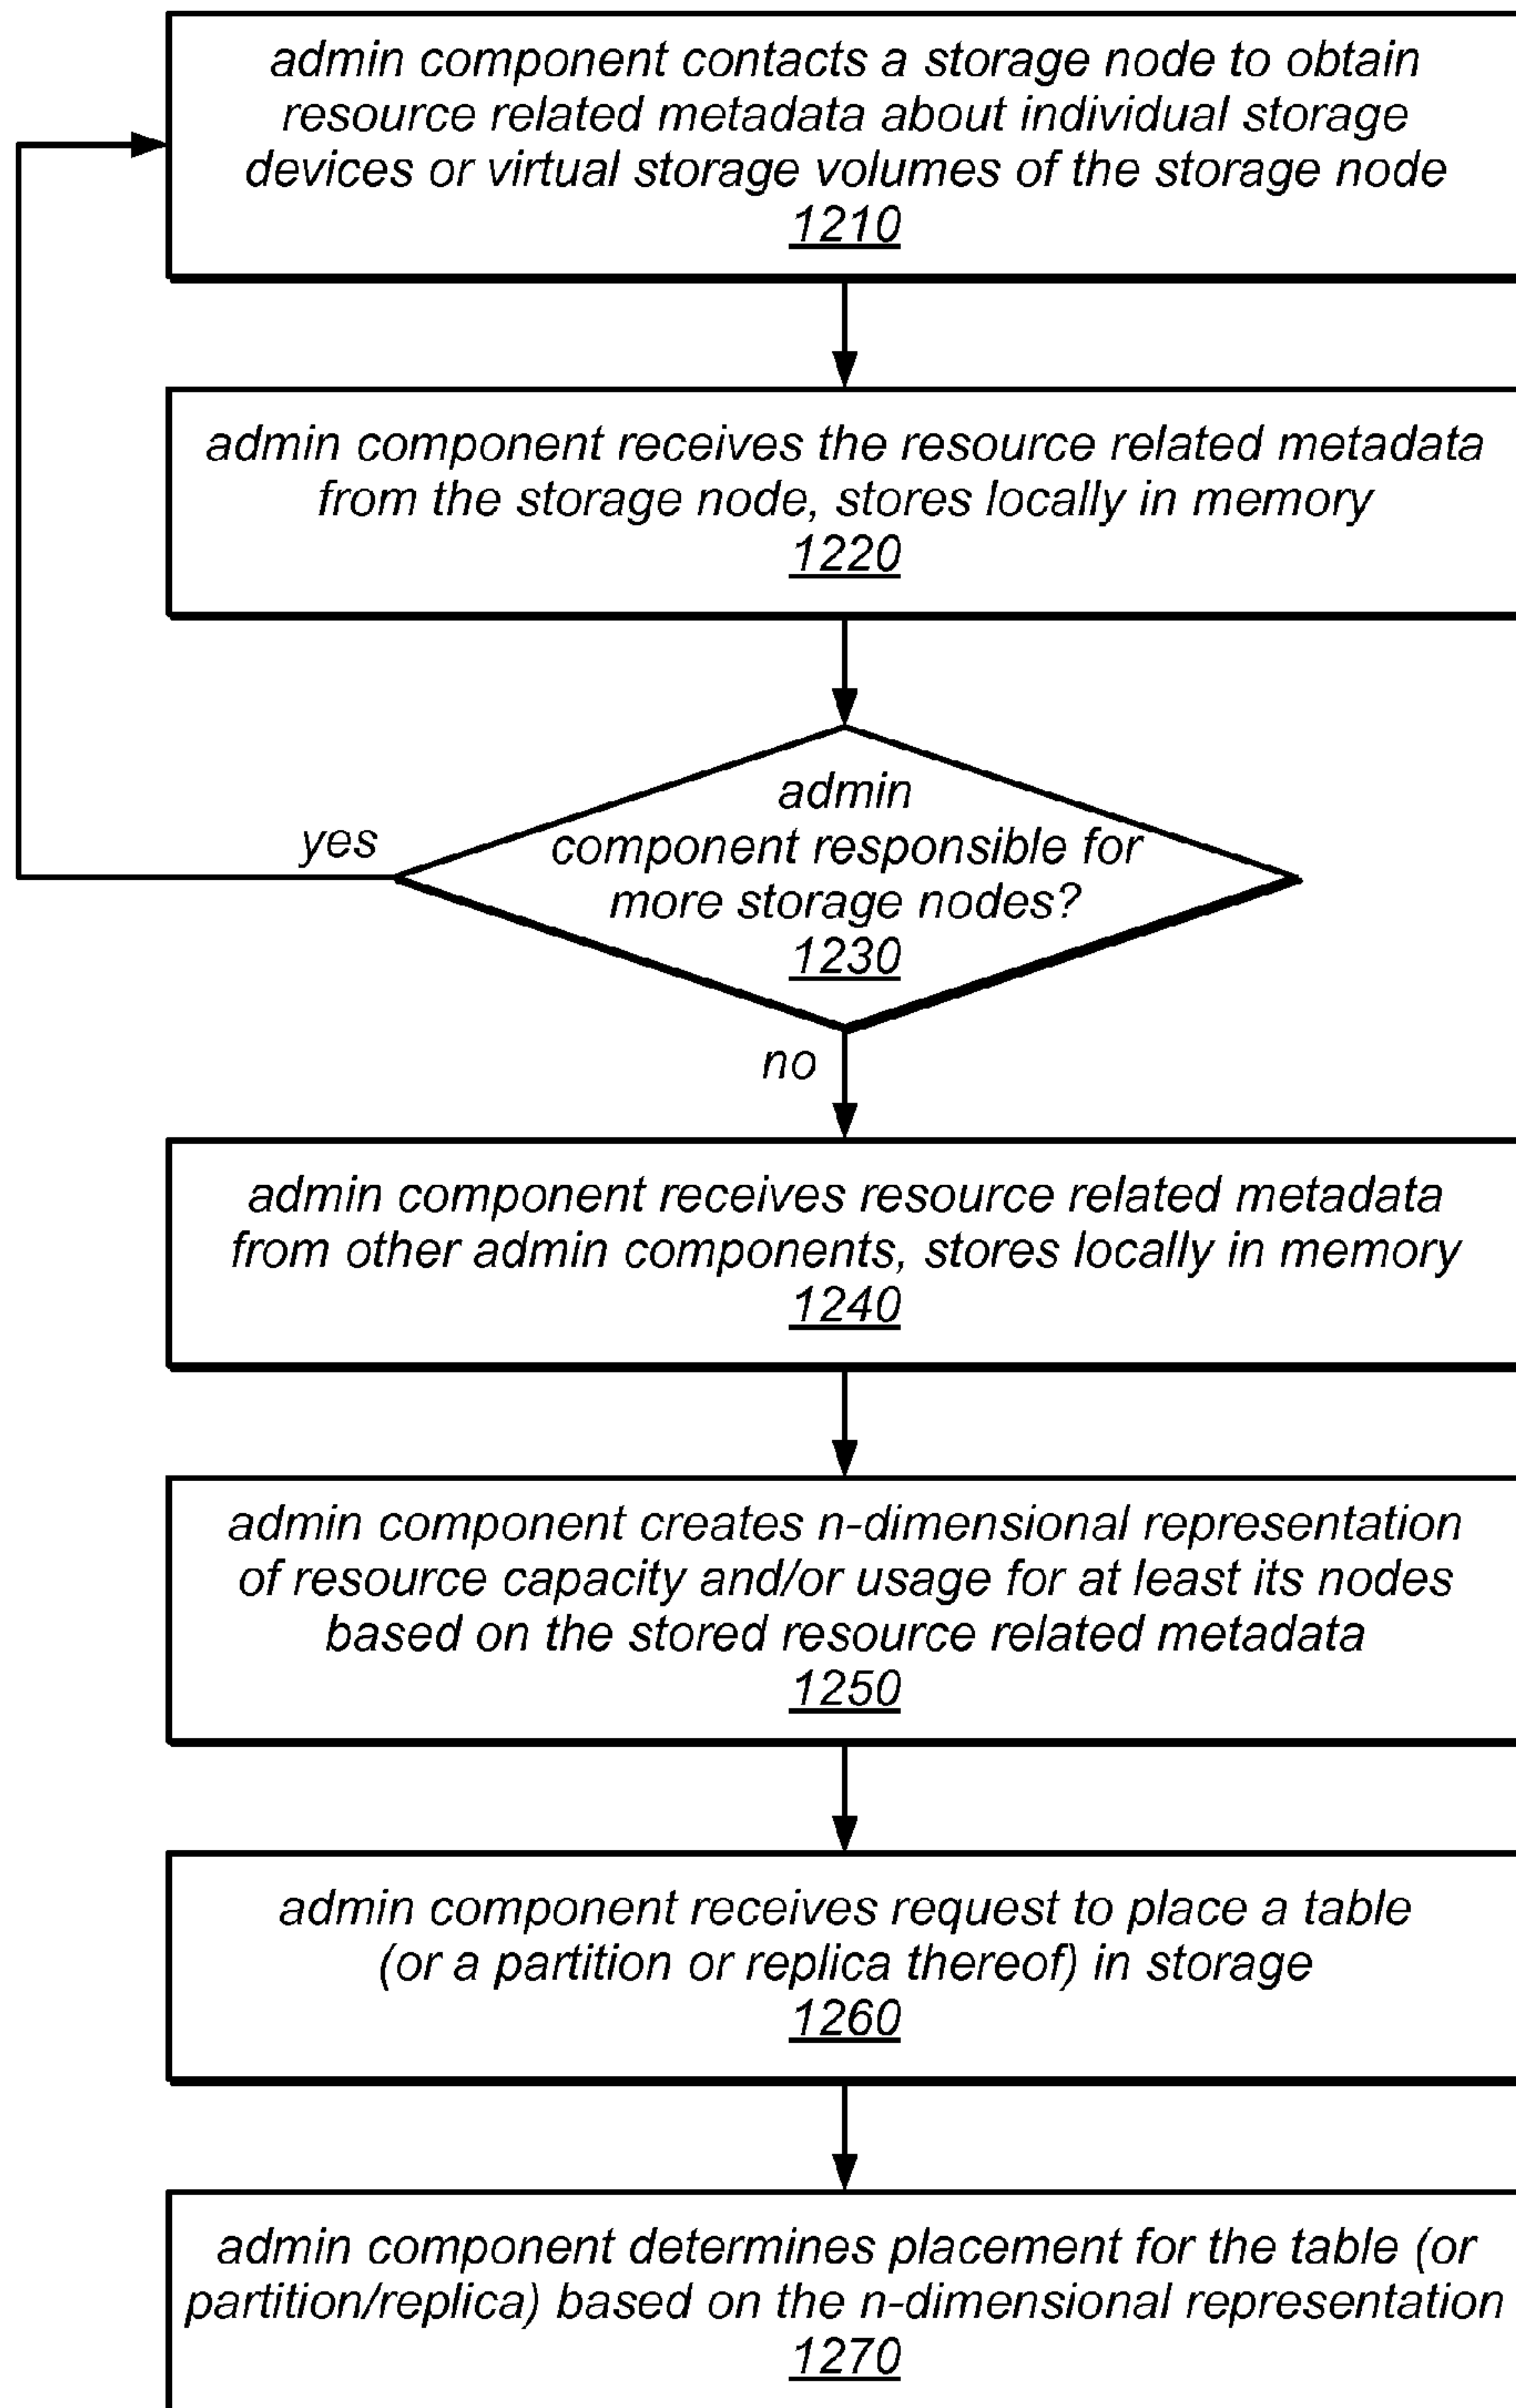 admin component contacts a storage node to obtain
resource related metadata about individual storage
devices or virtual storage volumes of the storage node
1210
admin component receives the resource related metadata
from the storage node, stores locally in memory
1220
admin
component responsible for
more storage nodes?
1230
yes
no
admin component receives resource related metadata
from other admin components, stores locally in memory
1240
admin component creates n-dimensional representation
of resource capacity and/or usage for at least its nodes
based on the stored resource related metadata
1250
admin component receives request to place a table
(or a partition or replica thereof) in storage
1260
admin component determines placement for the table (or
partition/replica) based on the n-dimensional representation
1270